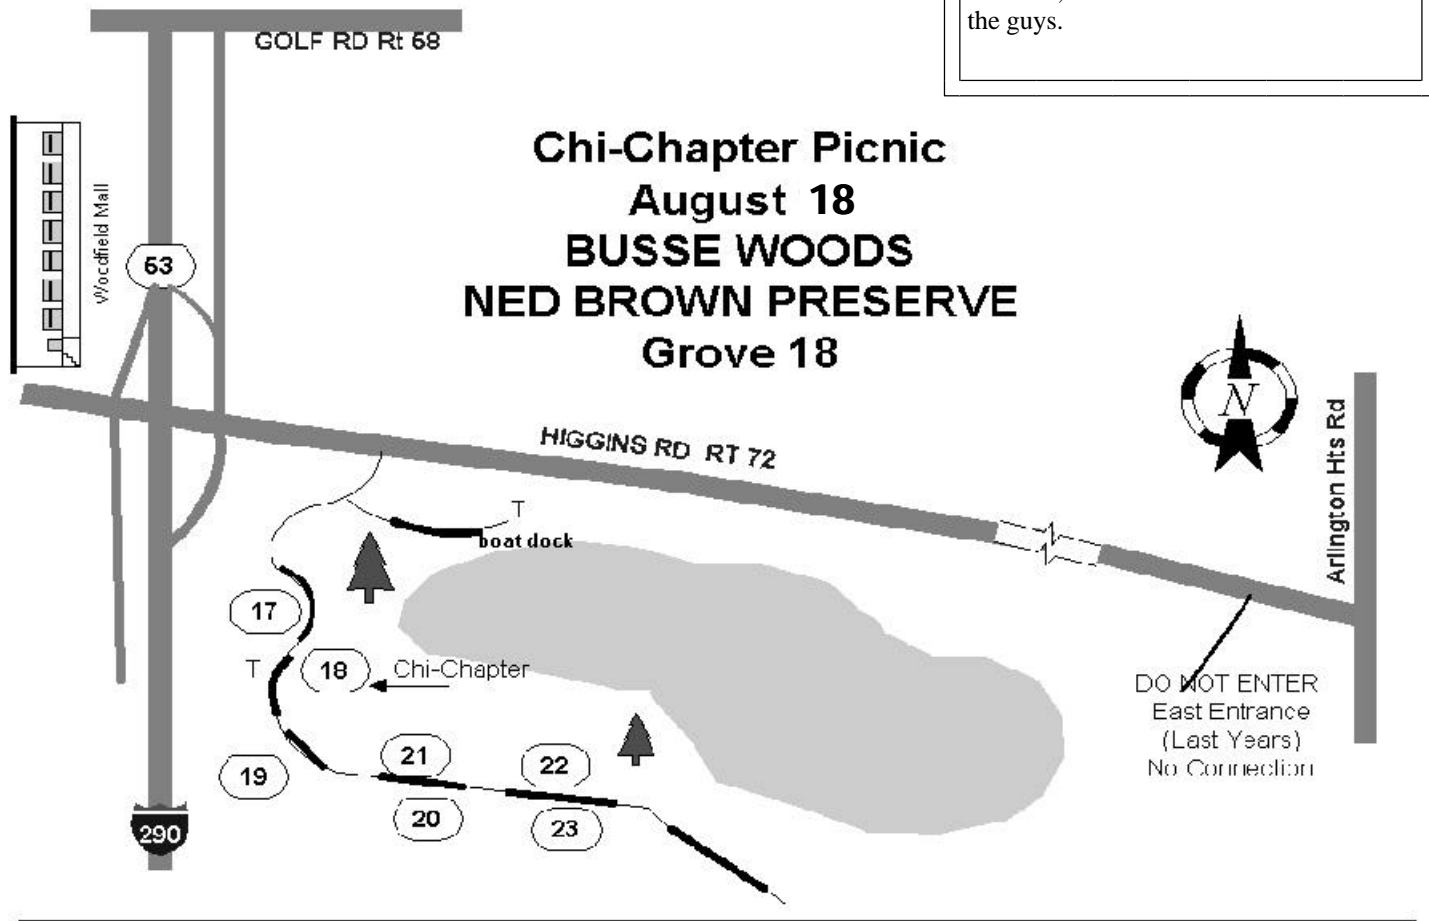 the guys.
GOLF RD Rt 58
Chi-Chapter Picnic
August 18
BUSSE WOODS
NED BROWN PRESERVE
Grove 18
Woodfield Mall
53
N
Arlington Hts Rd
HIGGINS RD RT 72
T
boat dock
17
T
18
Chi-Chapter
DO NOT ENTER
East Entrance
(Last Years)
No Connection
19
21
22
20
23
290